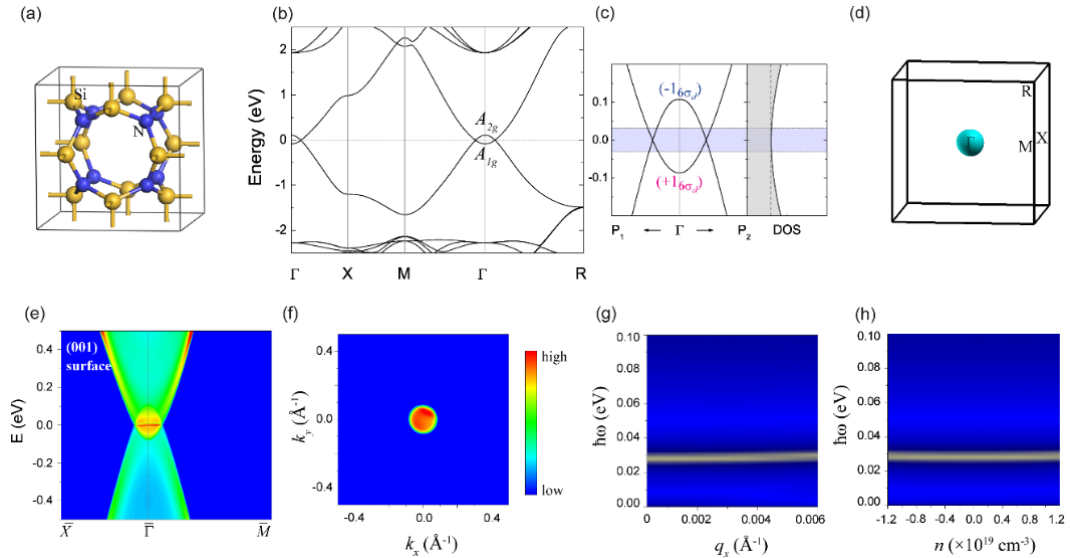 (a)
Si
N
(b)
Energy (eV)
2
1
0
-1
-2
A2g
A1g
Γ X M Γ R
(c)
0.1
0.0
-0.1
(-1₆σd)
(+1₆σd)
P₁ ← Γ → P₂ DOS
(d)
R
Γ
M
X
(e)
(001)
surface
E (eV)
0.4
0.2
0.0
-0.2
-0.4
X̅ Γ̅ M̅
(f)
ky (Å⁻¹)
0.5
0.0
-0.5
-0.5 0.0 0.5
kx (Å⁻¹)
high
low
(g)
ħω (eV)
0.10
0.08
0.06
0.04
0.02
0.00
0 0.002 0.004 0.006
qx (Å⁻¹)
(h)
ħω (eV)
0.10
0.08
0.06
0.04
0.02
0.00
-1.2 -0.8 -0.4 0.0 0.4 0.8 1.2
n (×10¹⁹ cm⁻³)